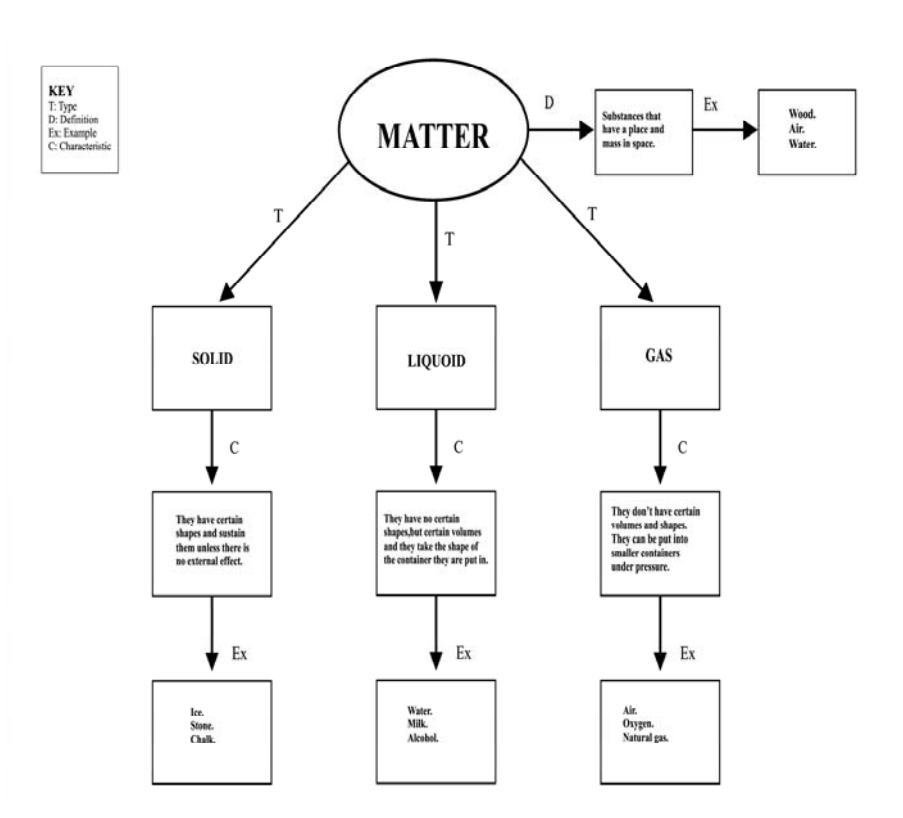 KEY
T: Type
D: Definition
Ex: Example
C: Characteristic
MATTER
D
Substances that
have a place and
mass in space.
Ex
Wood.
Air.
Water.
T
T
T
SOLID
LIQUOID
GAS
C
C
C
They have certain
shapes and sustain
them unless there is
no external effect.
They have no certain
shapes,but certain volumes
and they take the shape of
the container they are put in.
They don't have certain
volumes and shapes.
They can be put into
smaller containers
under pressure.
Ex
Ex
Ex
Ice.
Stone.
Chalk.
Water.
Milk.
Alcohol.
Air.
Oxygen.
Natural gas.